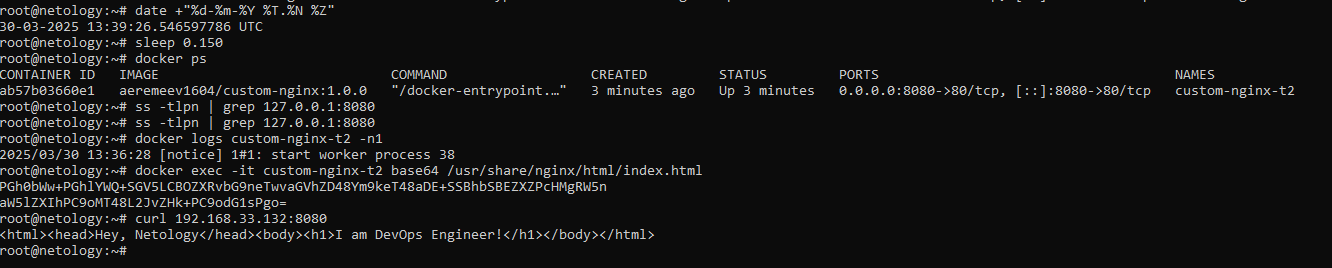 root@netology:~# date +"%d-%m-%Y %T.%N %Z"
30-03-2025 13:39:26.546597786 UTC
root@netology:~# sleep 0.150
root@netology:~# docker ps
CONTAINER ID   IMAGE                            COMMAND                  CREATED         STATUS         PORTS                                     NAMES
ab57b03660e1   aeremeev1604/custom-nginx:1.0.0   "/docker-entrypoint.…"   3 minutes ago   Up 3 minutes   0.0.0.0:8080->80/tcp, [::]:8080->80/tcp   custom-nginx-t2
root@netology:~# ss -tlpn | grep 127.0.0.1:8080
root@netology:~# ss -tlpn | grep 127.0.0.1:8080
root@netology:~# docker logs custom-nginx-t2 -n1
2025/03/30 13:36:28 [notice] 1#1: start worker process 38
root@netology:~# docker exec -it custom-nginx-t2 base64 /usr/share/nginx/html/index.html
PGh0bWw+PGhlYWQ+SGV5LCBOZXRvbG9neTwvaGVhZD48Ym9keT48aDE+SSBhbSBEZXZPcHMgRW5n
aW5lZXIhPC9oMT48L2JvZHk+PC9odG1sPgo=
root@netology:~# curl 192.168.33.132:8080
<html><head>Hey, Netology</head><body><h1>I am DevOps Engineer!</h1></body></html>
root@netology:~#